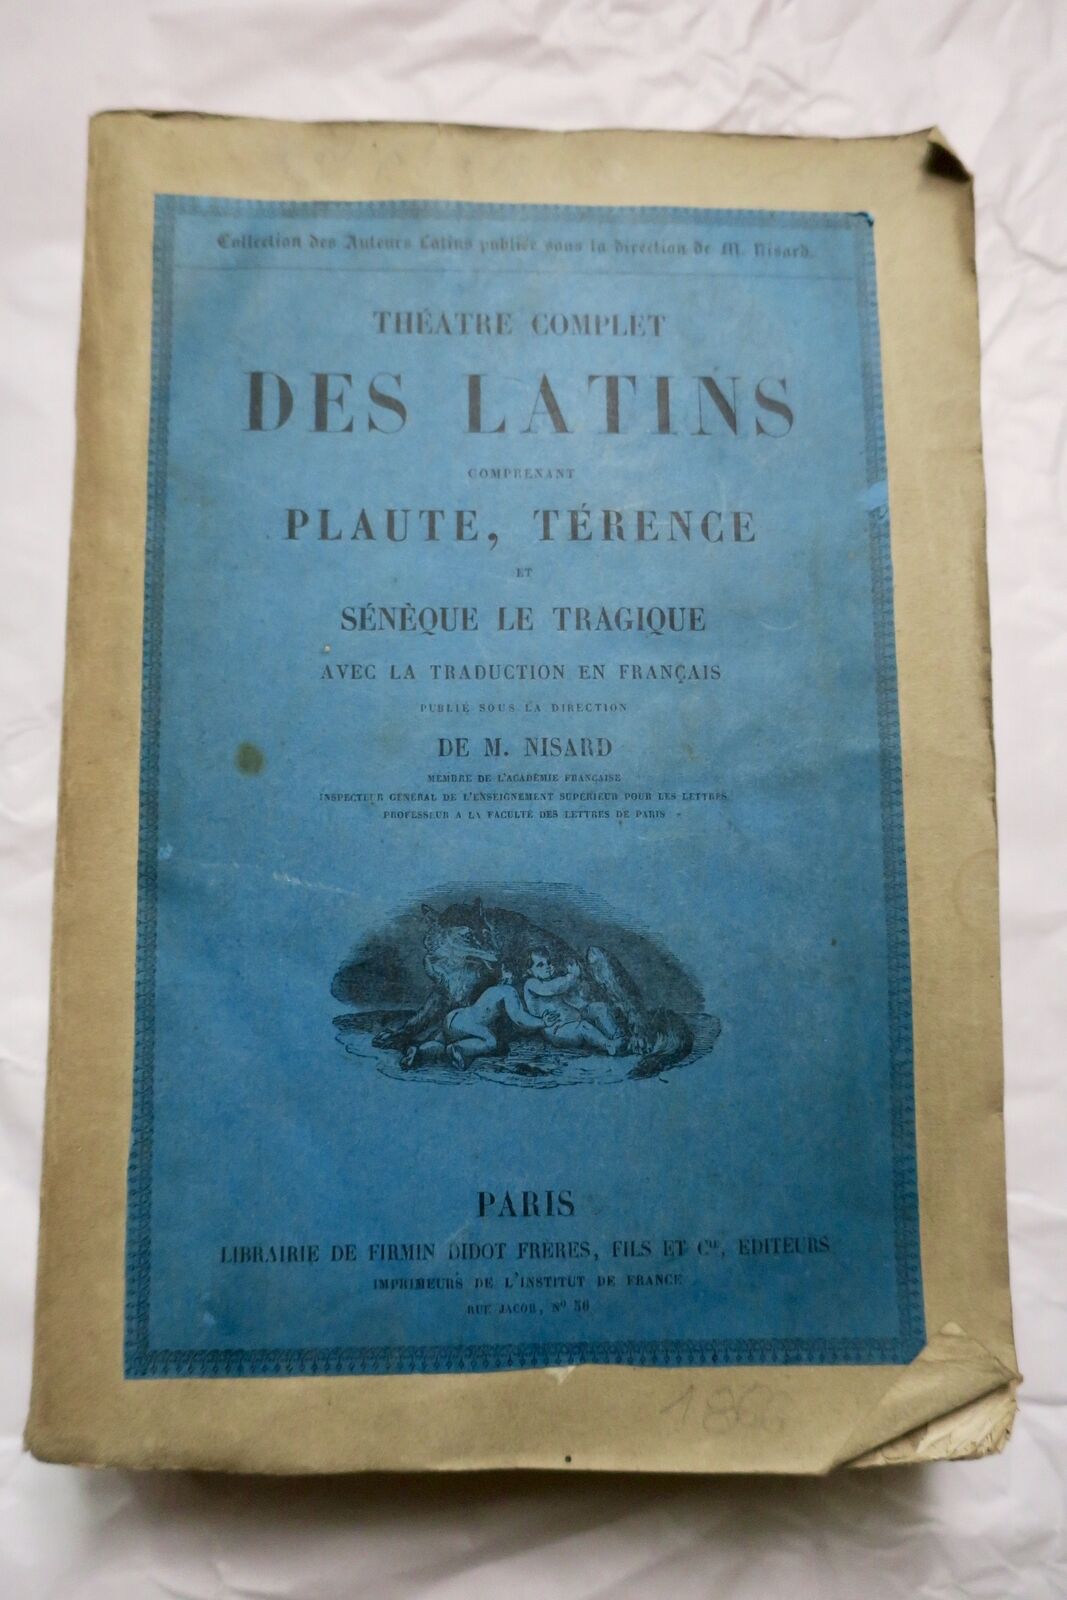 Collection des Auteurs Latins publiée sous la direction de M. Nisard.
THÉATRE COMPLET
DES LATINS
COMPRENANT
PLAUTE, TÉRENCE
ET
SÉNÈQUE LE TRAGIQUE
AVEC LA TRADUCTION EN FRANÇAIS
PUBLIÉ SOUS LA DIRECTION
DE M. NISARD
MEMBRE DE L'ACADÉMIE FRANÇAISE
INSPECTEUR GÉNÉRAL DE L'ENSEIGNEMENT SUPÉRIEUR POUR LES LETTRES
PROFESSEUR A LA FACULTÉ DES LETTRES DE PARIS
PARIS
LIBRAIRIE DE FIRMIN DIDOT FRÈRES, FILS ET Cie, ÉDITEURS
IMPRIMEURS DE L'INSTITUT DE FRANCE
RUE JACOB, Nº 56